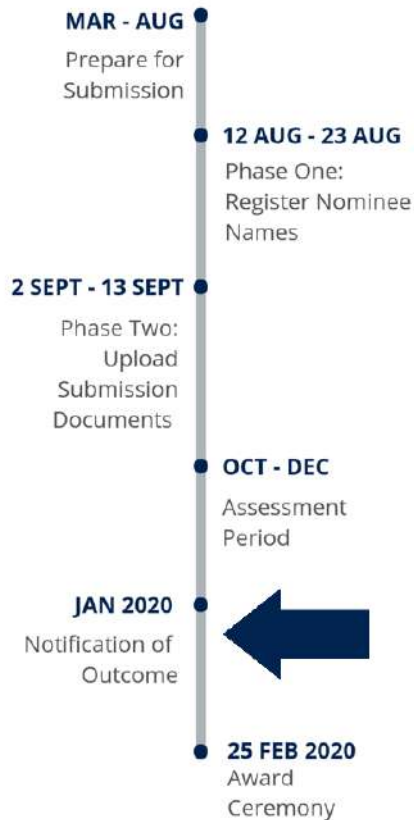 MAR - AUG
Prepare for
Submission
12 AUG - 23 AUG
Phase One:
Register Nominee
Names
2 SEPT - 13 SEPT
Phase Two:
Upload
Submission
Documents
OCT - DEC
Assessment
Period
JAN 2020
Notification of
Outcome
25 FEB 2020
Award
Ceremony